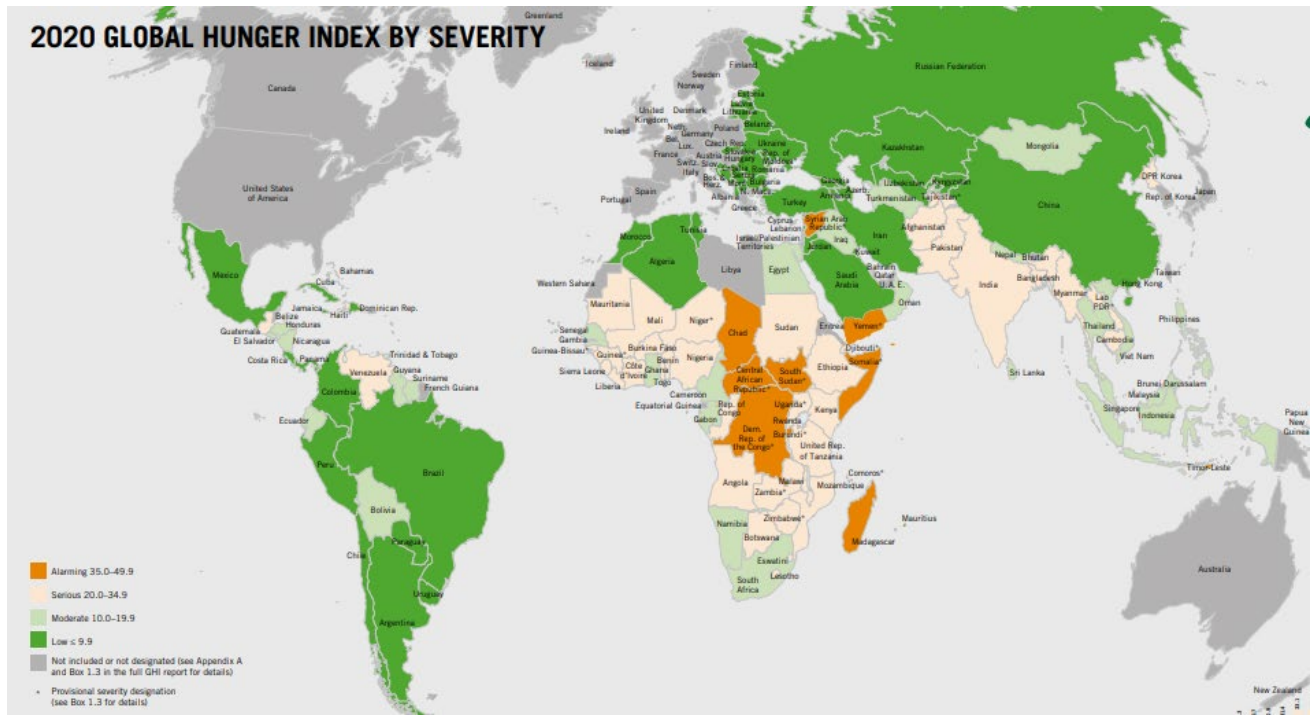 2020 GLOBAL HUNGER INDEX BY SEVERITY
Greenland
Iceland
Canada
United States
of America
Mexico
Bahamas
Cuba
Jamaica
Haiti
Dominican Rep.
Belize
Guatemala
Honduras
El Salvador
Nicaragua
Costa Rica
Panama
Trinidad & Tobago
Venezuela
Guyana
Suriname
French Guiana
Colombia
Ecuador
Peru
Brazil
Bolivia
Paraguay
Chile
Uruguay
Argentina
Finland
Sweden
Norway
Estonia
Latvia
Lithuania
United
Kingdom
Denmark
Ireland
Neth.
Bel.
Lux.
Germany
Poland
Belarus
France
Czech Rep.
Ukraine
Austria
Switz.
Slov.
Slovakia
Hungary
Rep. of
Moldova*
Romania
Italy
Croatia
Serbia
Bos. &
Herz.
Mont.
Bulgaria
N. Mac.
Albania
Greece
Spain
Portugal
Russian Federation
Kazakhstan
Mongolia
Georgia
Armenia
Azerb.
Uzbekistan
Turkmenistan
Kyrgyzstan
Tajikistan*
DPR Korea
Rep. of Korea
Japan
China
Turkey
Cyprus
Lebanon
Syrian Arab
Republic*
Israel/Palestinian
Territories
Jordan
Iraq
Iran
Kuwait
Bahrain
Qatar
U. A. E.
Saudi
Arabia
Oman
Yemen*
Afghanistan
Pakistan
India
Nepal
Bhutan
Bangladesh
Sri Lanka
Myanmar
Lao
PDR*
Thailand
Cambodia
Viet Nam
Hong Kong
Taiwan
Philippines
Brunei Darussalam
Malaysia
Singapore
Indonesia
Timor-Leste
Papua
New
Guinea
Australia
New Zealand
Morocco
Tunisia
Algeria
Libya
Egypt
Western Sahara
Mauritania
Mali
Niger*
Chad
Sudan
Eritrea
Djibouti*
Somalia*
Ethiopia
Senegal
Gambia
Guinea-Bissau*
Guinea*
Sierra Leone
Liberia
Côte
d'Ivoire
Burkina Faso
Ghana
Togo
Benin
Nigeria
Cameroon
Equatorial Guinea
Gabon
Rep. of
Congo
Central
African
Republic*
South
Sudan*
Uganda*
Kenya
Rwanda
Burundi*
Dem.
Rep. of
the Congo*
United Rep.
of Tanzania
Angola
Zambia*
Malawi
Mozambique
Comoros*
Mauritius
Madagascar
Zimbabwe*
Namibia
Botswana
Eswatini
South
Africa
Lesotho
Alarming 35.0–49.9
Serious 20.0–34.9
Moderate 10.0–19.9
Low ≤ 9.9
Not included or not designated (see Appendix A
and Box 1.3 in the full GHI report for details)
* Provisional severity designation
(see Box 1.3 for details)